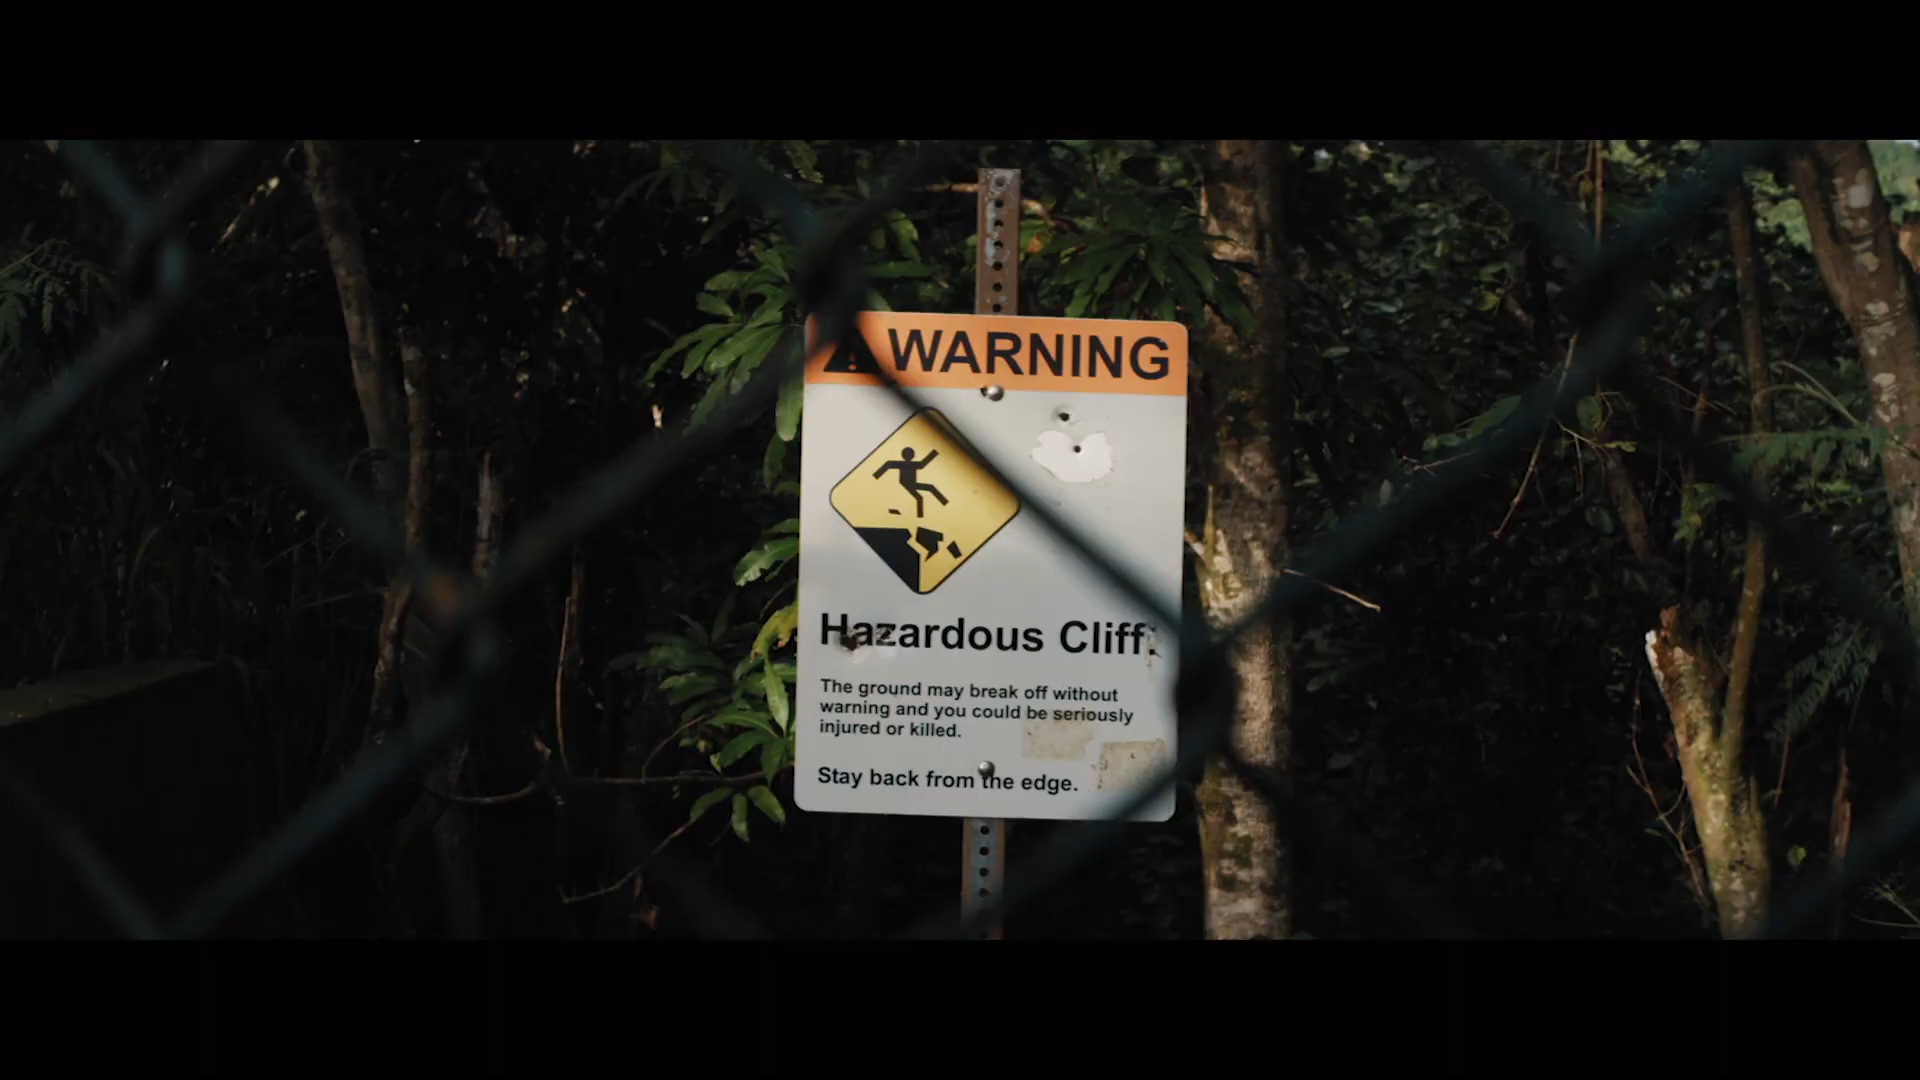 WARNING
Hazardous Cliff
The ground may break off without
warning and you could be seriously
injured or killed.
Stay back from the edge.